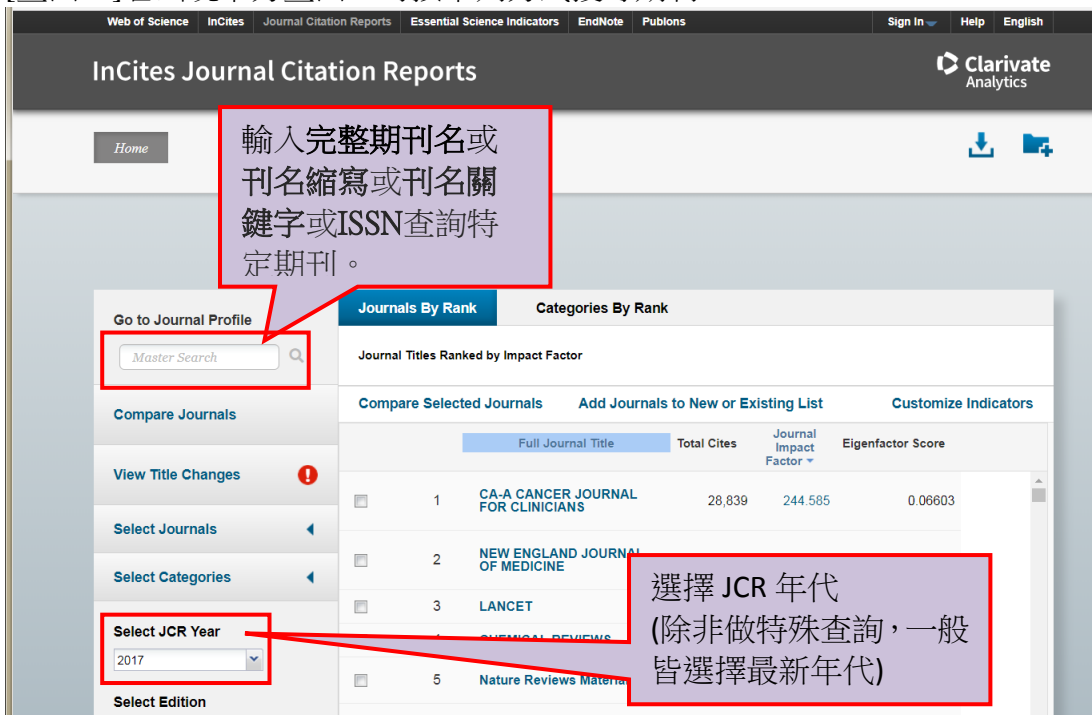 Web of Science InCites Journal Citation Reports Essential Science Indicators EndNote Publons Sign In Help English
InCites Journal Citation Reports
Clarivate
Analytics
Home
輸入完整期刊名或
刊名縮寫或刊名關
鍵字或ISSN查詢特
定期刊。
Go to Journal Profile
Master Search
Compare Journals
View Title Changes
Select Journals
Select Categories
Select JCR Year
2017
Select Edition
Journals By Rank Categories By Rank
Journal Titles Ranked by Impact Factor
Compare Selected Journals Add Journals to New or Existing List Customize Indicators
Full Journal Title Total Cites Journal Impact Factor Eigenfactor Score
1 CA-A CANCER JOURNAL FOR CLINICIANS 28,839 244.585 0.06603
2 NEW ENGLAND JOURNAL OF MEDICINE
3 LANCET
CHEMICAL REVIEWS
5 Nature Reviews Materials
選擇 JCR 年代
(除非做特殊查詢，一般
皆選擇最新年代)